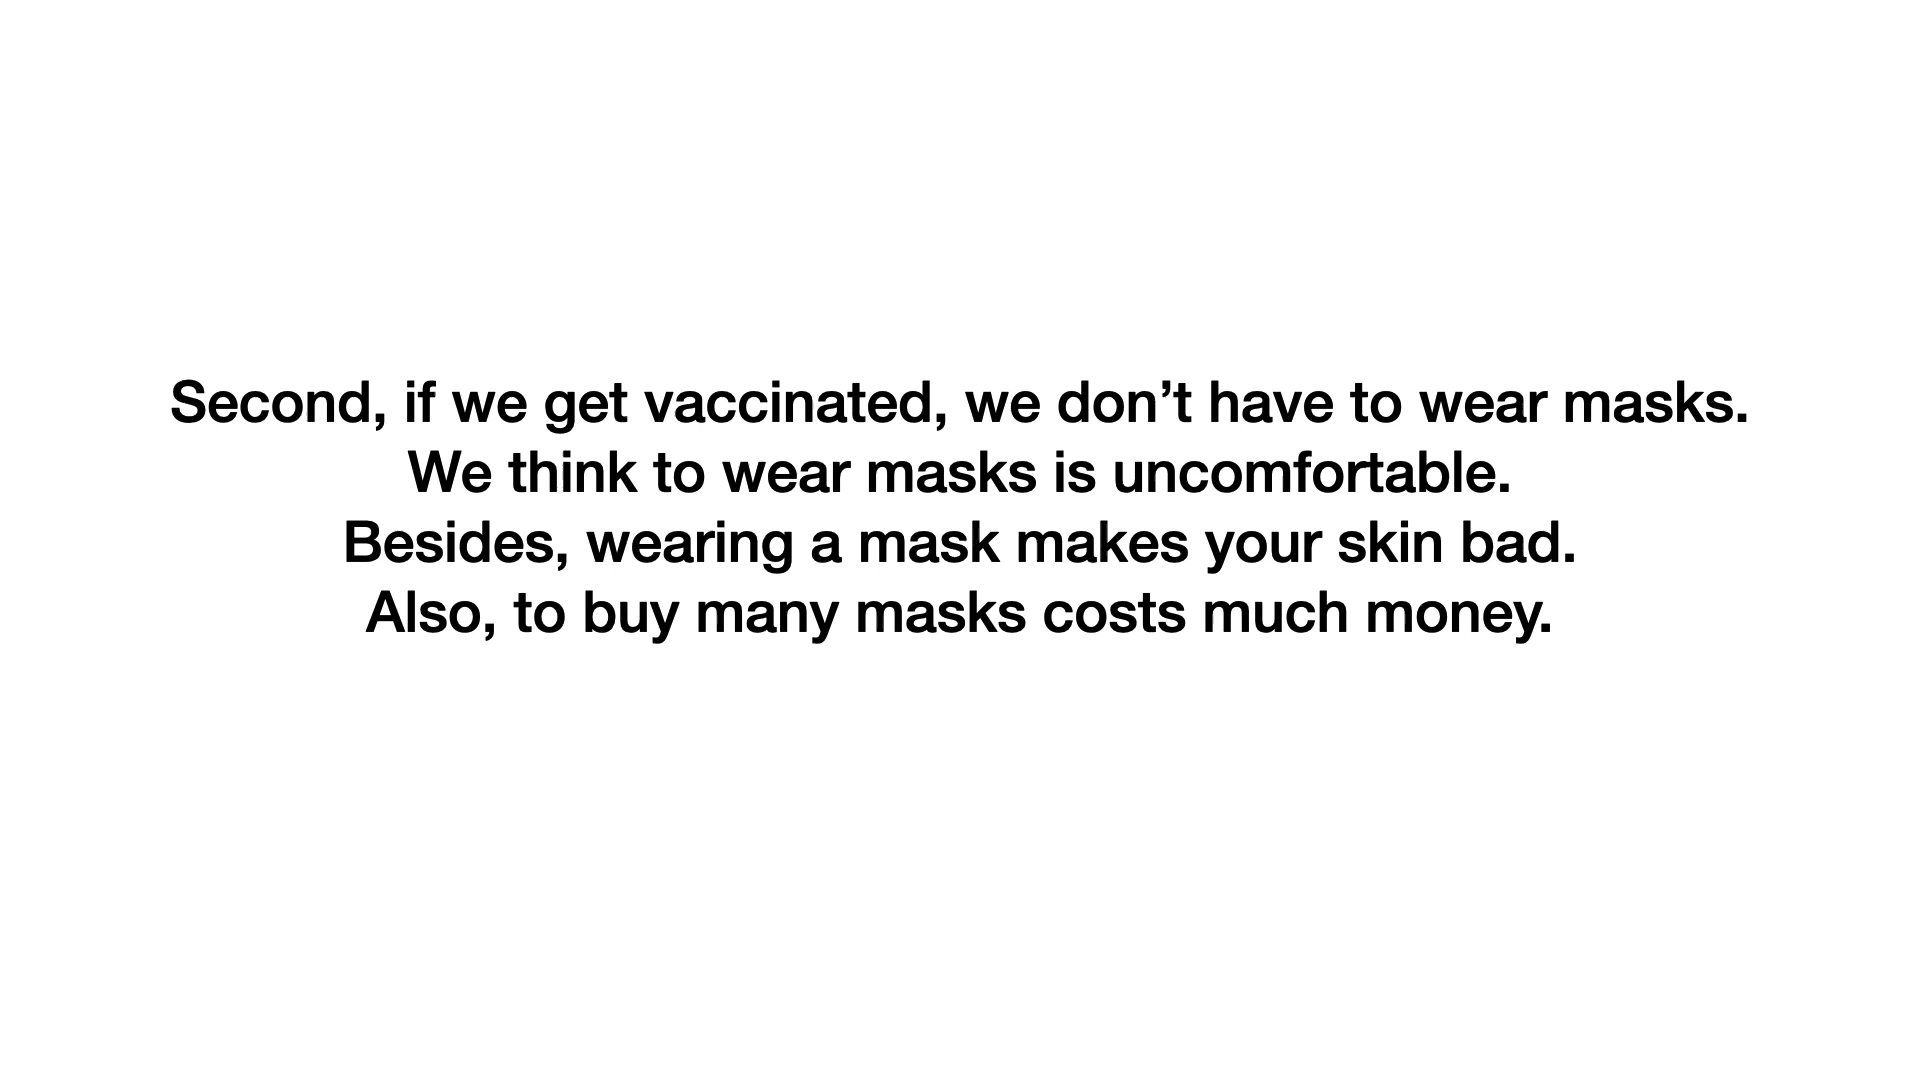 Second, if we get vaccinated, we don’t have to wear masks.
We think to wear masks is uncomfortable.
Besides, wearing a mask makes your skin bad.
Also, to buy many masks costs much money.